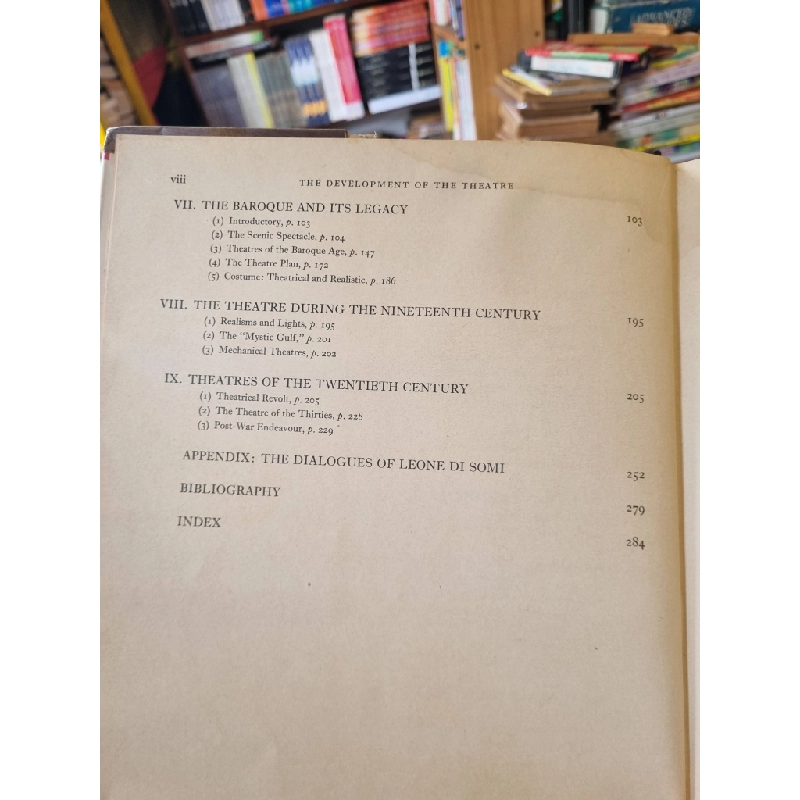 ADVANCED
viii THE DEVELOPMENT OF THE THEATRE
VII. THE BAROQUE AND ITS LEGACY 103
(1) Introductory, p. 103
(2) The Scenic Spectacle, p. 104
(3) Theatres of the Baroque Age, p. 147
(4) The Theatre Plan, p. 172
(5) Costume: Theatrical and Realistic, p. 186
VIII. THE THEATRE DURING THE NINETEENTH CENTURY 195
(1) Realisms and Lights, p. 195
(2) The "Mystic Gulf," p. 201
(3) Mechanical Theatres, p. 202
IX. THEATRES OF THE TWENTIETH CENTURY 205
(1) Theatrical Revolt, p. 205
(2) The Theatre of the Thirties, p. 228
(3) Post-War Endeavour, p. 229
APPENDIX: THE DIALOGUES OF LEONE DI SOMI 252
BIBLIOGRAPHY 279
INDEX 284